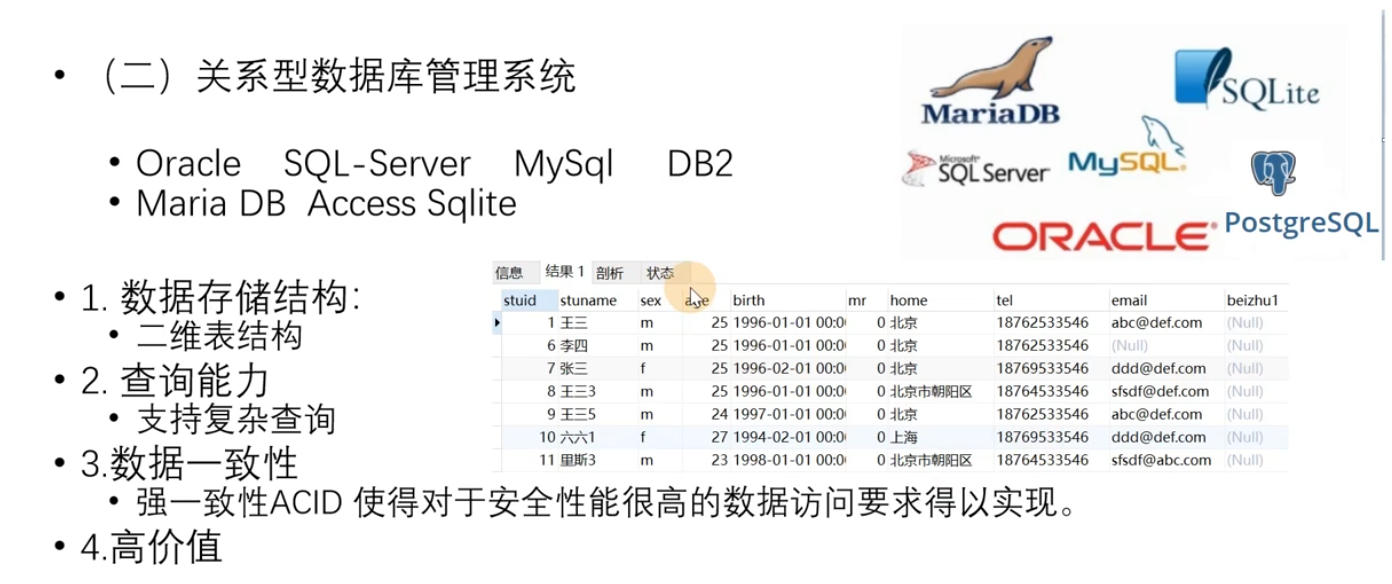 （二）关系型数据库管理系统
Oracle SQL-Server MySql DB2
Maria DB Access Sqlite
MariaDB
SQLite
Microsoft SQL Server
MySQL
ORACLE
PostgreSQL
1. 数据存储结构：
二维表结构
2. 查询能力
支持复杂查询
3.数据一致性
强一致性ACID 使得对于安全性能很高的数据访问要求得以实现。
4.高价值
信息 结果 1 剖析 状态
stuid stuname sex age birth mr home tel email beizhu1
1 王三 m 25 1996-01-01 00:0 0 北京 18762533546 abc@def.com (Null)
6 李四 m 25 1996-01-01 00:0 0 北京 18762533546 (Null) (Null)
7 张三 f 25 1996-02-01 00:0 0 北京 18769533546 ddd@def.com (Null)
8 王三3 m 25 1996-01-01 00:0 0 北京市朝阳区 18764533546 sfsdf@def.com (Null)
9 王三5 m 24 1997-01-01 00:0 0 北京 18762533546 abc@def.com (Null)
10 六六1 f 27 1994-02-01 00:0 0 上海 18769533546 ddd@def.com (Null)
11 里斯3 m 23 1998-01-01 00:0 0 北京市朝阳区 18764533546 sfsdf@abc.com (Null)